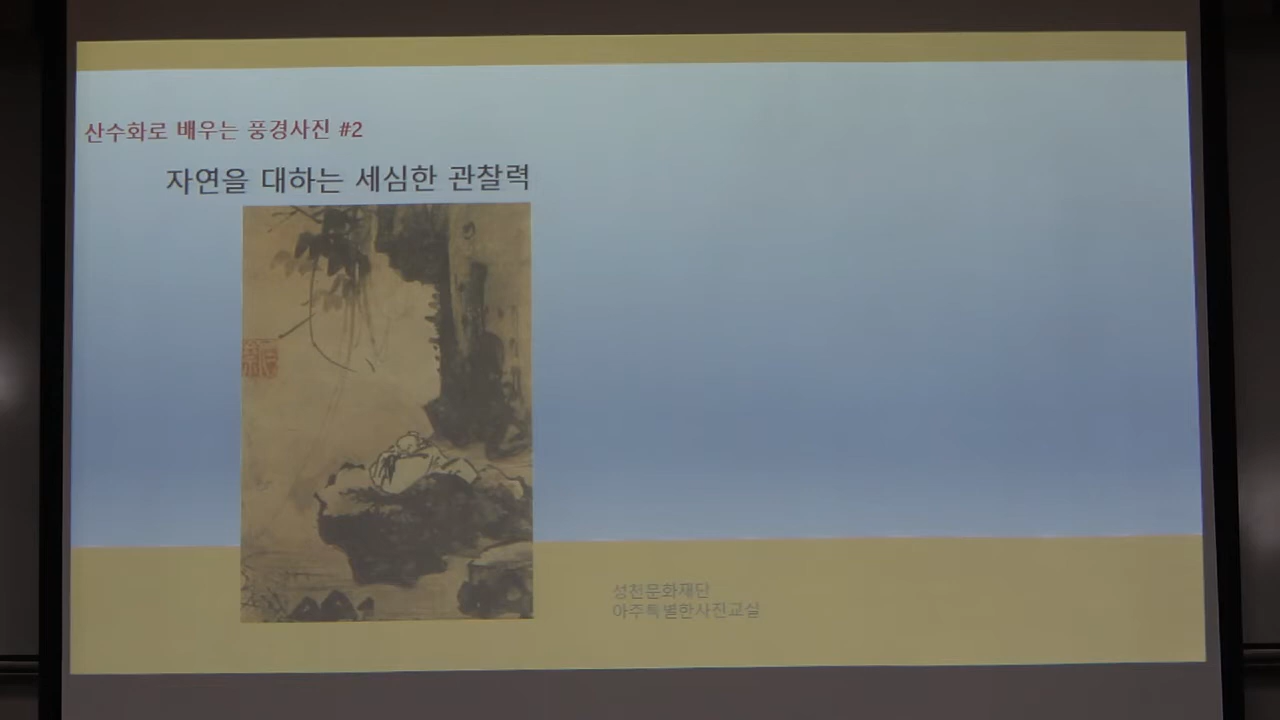 산수화로 배우는 풍경사진 #2
자연을 대하는 세심한 관찰력
성천문화재단
아주특별한사진교실